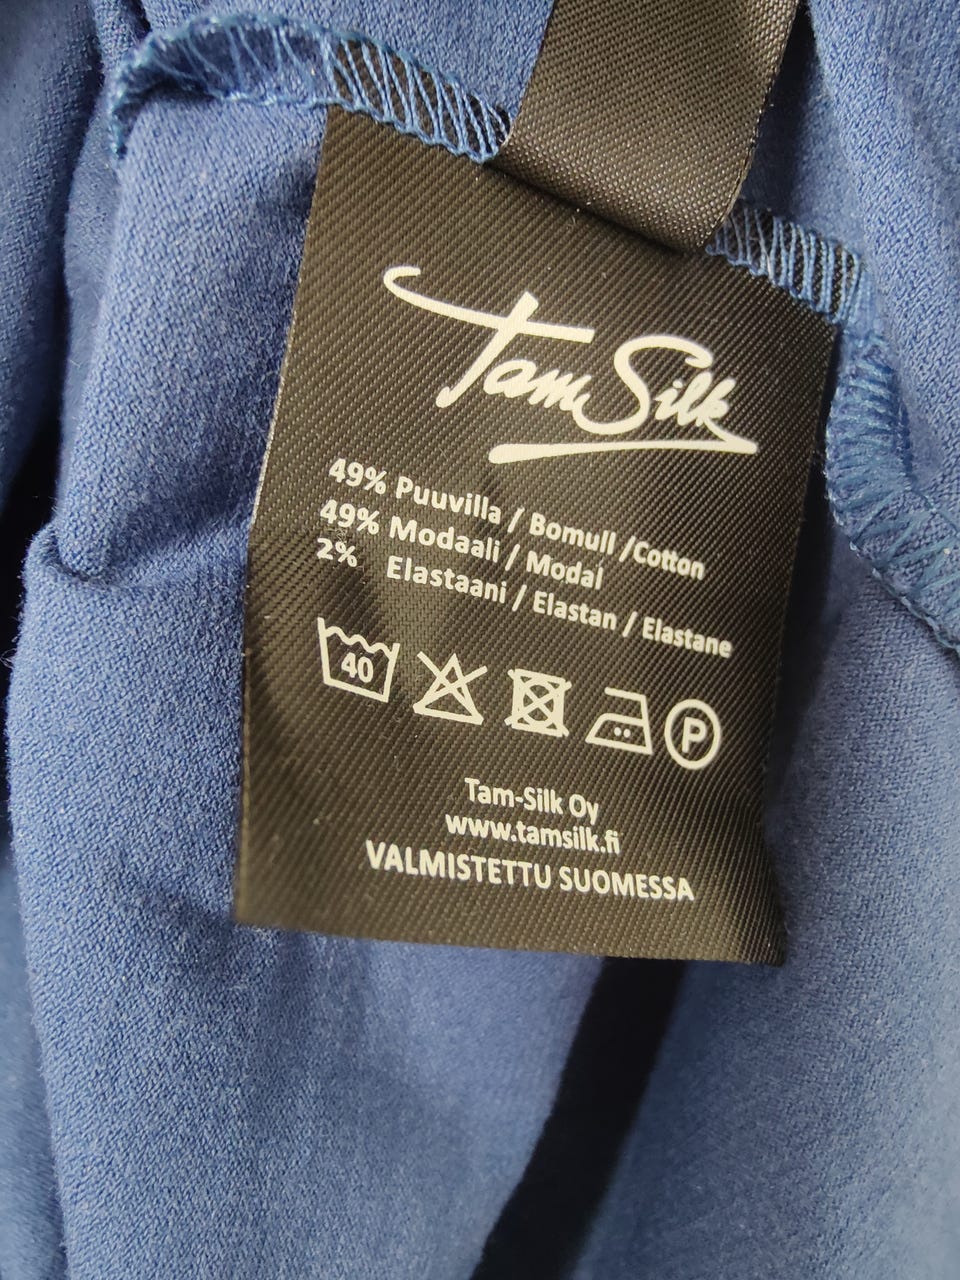 Tam Silk
49% Puuvilla / Bomull /Cotton
49% Modaali / Modal
2% Elastaani / Elastan / Elastane
40
P
Tam-Silk Oy
www.tamsilk.fi
VALMISTETTU SUOMESSA